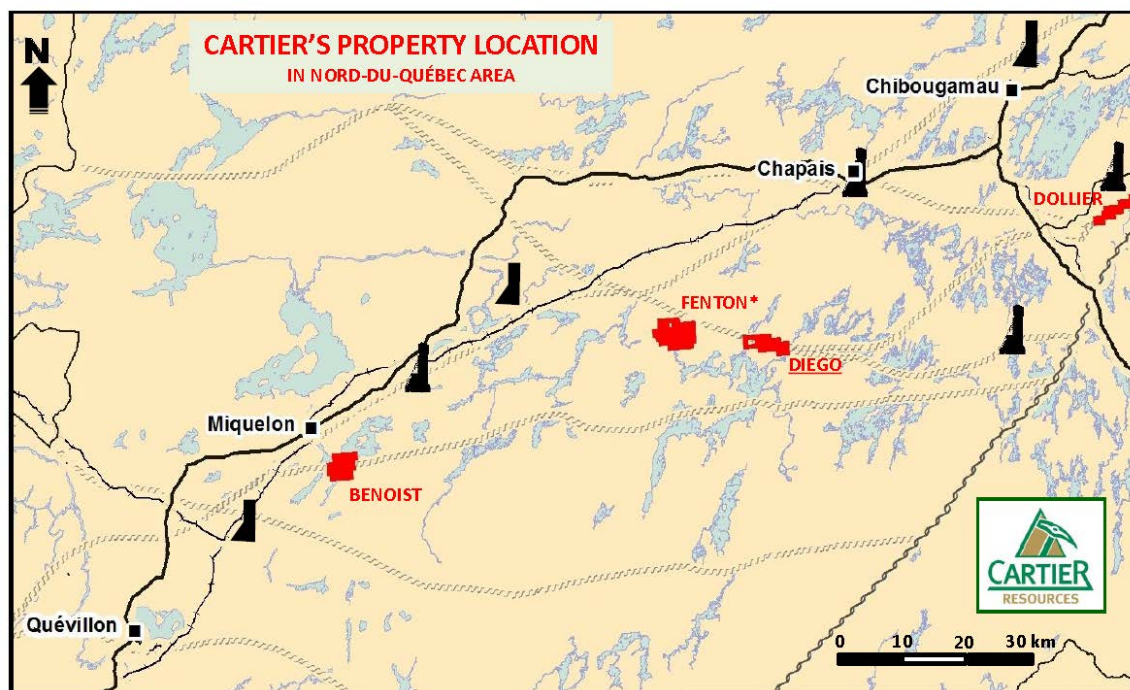 CARTIER'S PROPERTY LOCATION
IN NORD-DU-QUÉBEC AREA
N
Chibougamau
Chapais
DOLLIER
FENTON*
DIEGO
Miquelon
BENOIST
CARTIER
RESOURCES
Quévillon
0 10 20 30 km